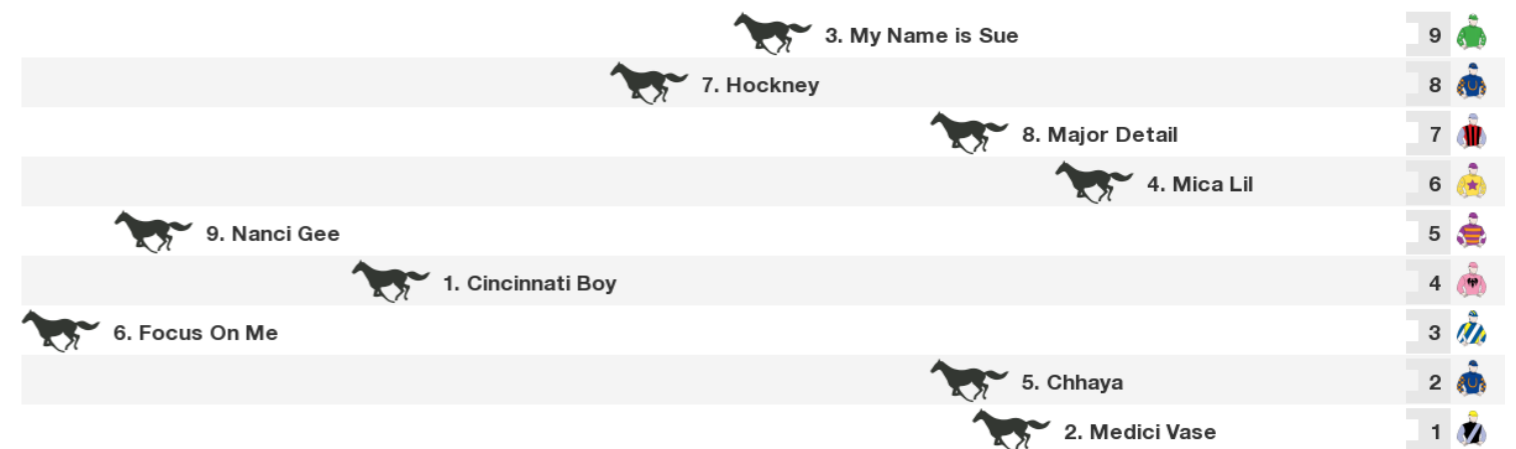 3. My Name is Sue 9
7. Hockney 8
8. Major Detail 7
4. Mica Lil 6
9. Nanci Gee 5
1. Cincinnati Boy 4
6. Focus On Me 3
5. Chhaya 2
2. Medici Vase 1